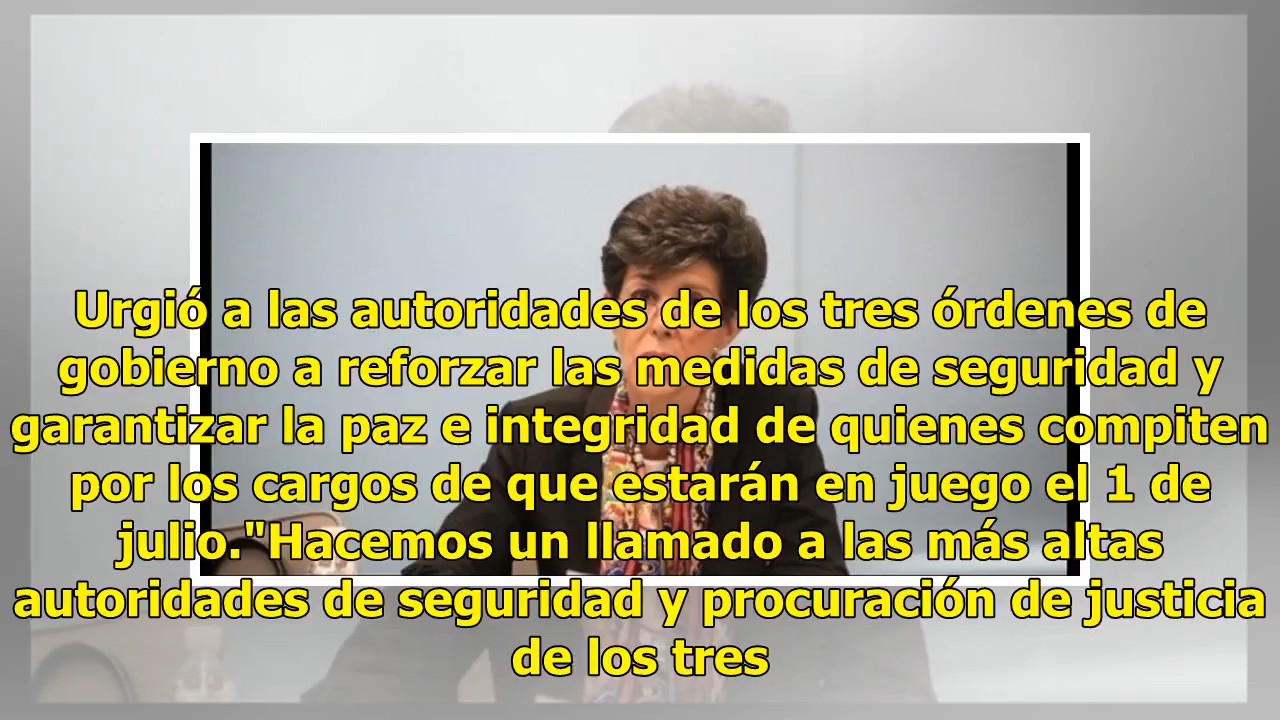 Urgió a las autoridades de los tres órdenes de
gobierno a reforzar las medidas de seguridad y
garantizar la paz e integridad de quienes compiten
por los cargos de que estarán en juego el 1 de
julio."Hacemos un llamado a las más altas
autoridades de seguridad y procuración de justicia
de los tres